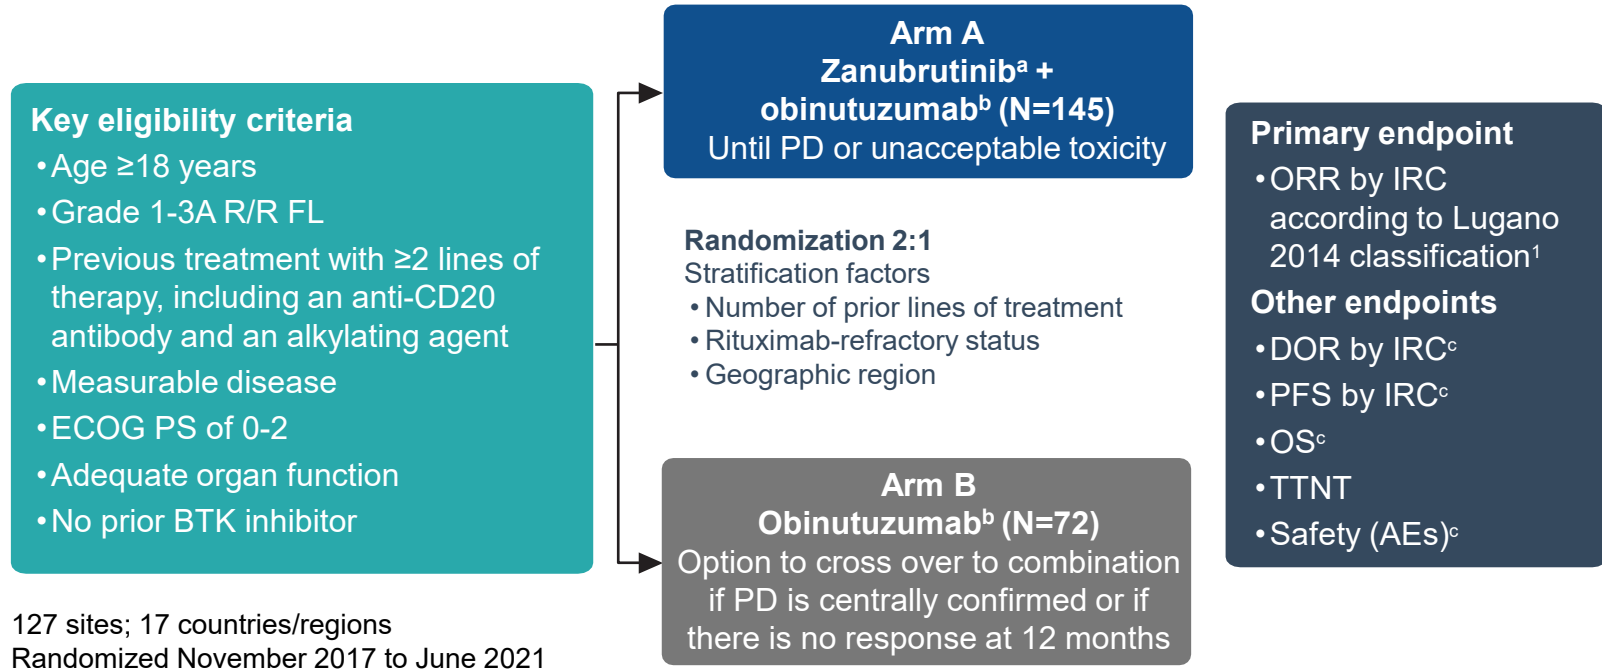 Key eligibility criteria
•Age ≥18 years
•Grade 1-3A R/R FL
•Previous treatment with ≥2 lines of
therapy, including an anti-CD20
antibody and an alkylating agent
•Measurable disease
•ECOG PS of 0-2
•Adequate organ function
•No prior BTK inhibitor
127 sites; 17 countries/regions
Randomized November 2017 to June 2021
Arm A
Zanubrutinibᵃ +
obinutuzumabᵇ (N=145)
Until PD or unacceptable toxicity
Randomization 2:1
Stratification factors
• Number of prior lines of treatment
• Rituximab-refractory status
• Geographic region
Arm B
Obinutuzumabᵇ (N=72)
Option to cross over to combination
if PD is centrally confirmed or if
there is no response at 12 months
Primary endpoint
•ORR by IRC
according to Lugano
2014 classification¹
Other endpoints
•DOR by IRCᶜ
•PFS by IRCᶜ
•OSᶜ
•TTNT
•Safety (AEs)ᶜ